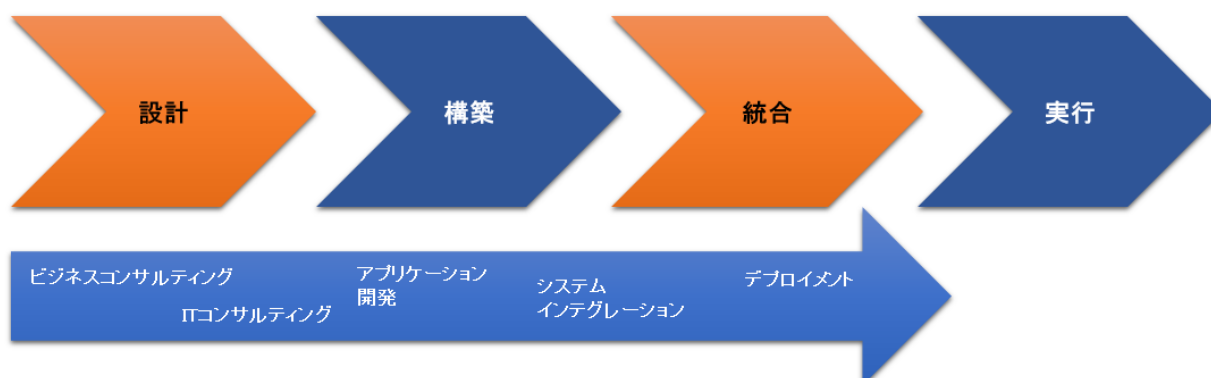 設計
構築
統合
実行
ビジネスコンサルティング
ITコンサルティング
アプリケーション
開発
システム
インテグレーション
デプロイメント